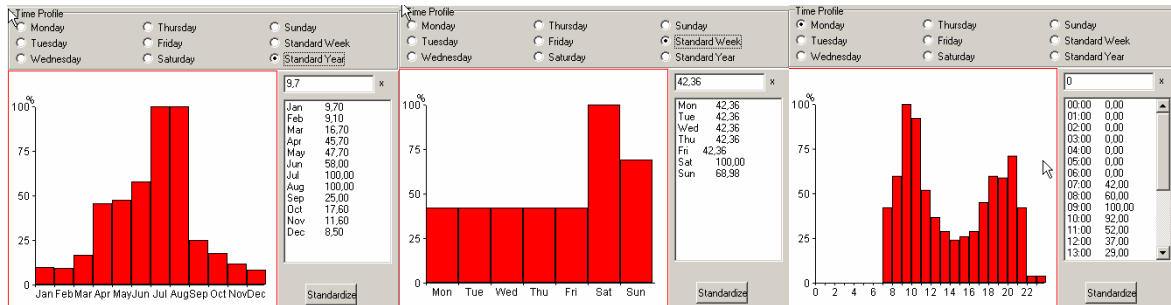 Time Profile
Monday Thursday Sunday
Tuesday Friday Standard Week
Wednesday Saturday Standard Year
9,7 x
%
100
75
50
25
0
Jan Feb Mar Apr May Jun Jul Aug Sep Oct Nov Dec
Jan 9,70
Feb 9,10
Mar 16,70
Apr 45,70
May 47,70
Jun 58,00
Jul 100,00
Aug 100,00
Sep 25,00
Oct 17,60
Nov 11,60
Dec 8,50
Standardize
Time Profile
Monday Thursday Sunday
Tuesday Friday Standard Week
Wednesday Saturday Standard Year
42,36 x
%
100
75
50
25
0
Mon Tue Wed Thu Fri Sat Sun
Mon 42,36
Tue 42,36
Wed 42,36
Thu 42,36
Fri 42,36
Sat 100,00
Sun 68,98
Standardize
Time Profile
Monday Thursday Sunday
Tuesday Friday Standard Week
Wednesday Saturday Standard Year
0 x
%
100
75
50
25
0
0 2 4 6 8 10 12 14 16 18 20 22
00:00 0,00
01:00 0,00
02:00 0,00
03:00 0,00
04:00 0,00
05:00 0,00
06:00 0,00
07:00 42,00
08:00 60,00
09:00 100,00
10:00 92,00
11:00 52,00
12:00 37,00
13:00 29,00
Standardize